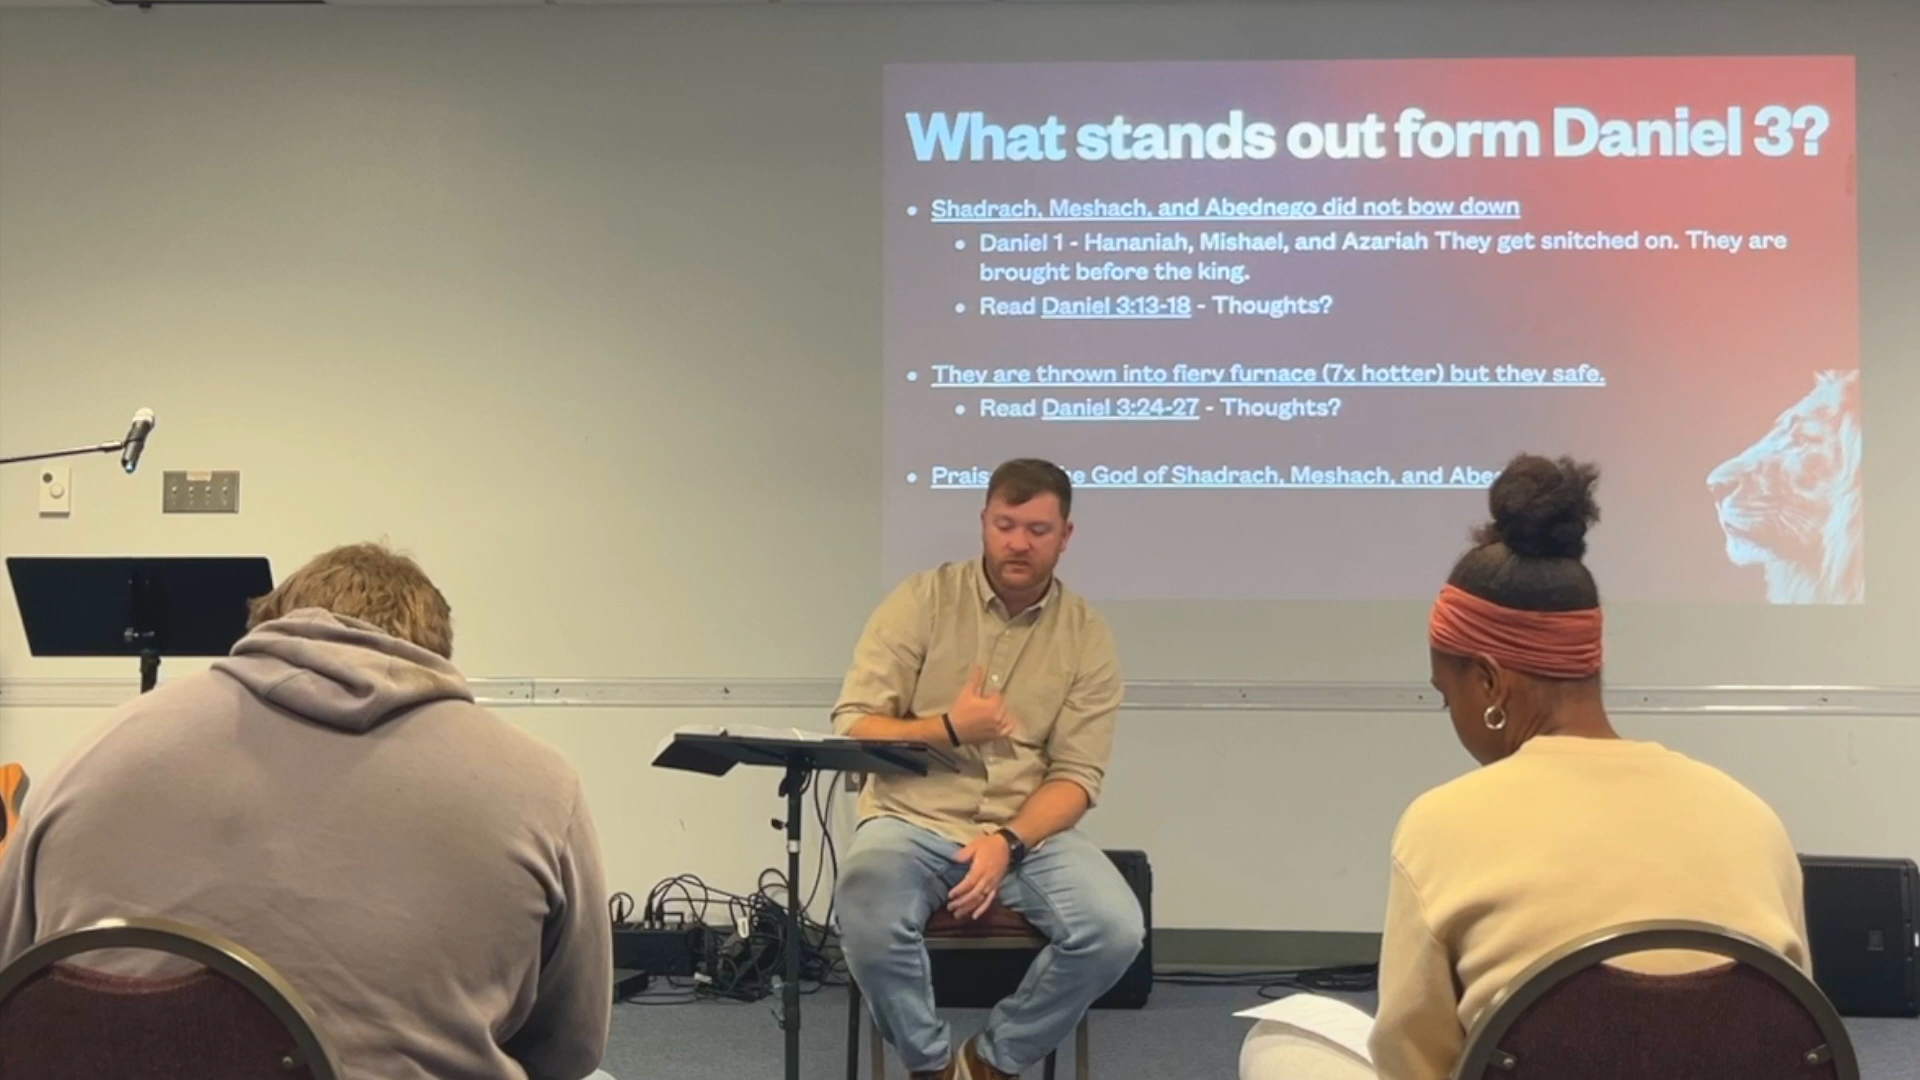 What stands out form Daniel 3?
Shadrach, Meshach, and Abednego did not bow down
Daniel 1 - Hananiah, Mishael, and Azariah They get snitched on. They are
brought before the king.
Read Daniel 3:13-18 - Thoughts?
They are thrown into fiery furnace (7x hotter) but they safe.
Read Daniel 3:24-27 - Thoughts?
God of Shadrach, Meshach, and